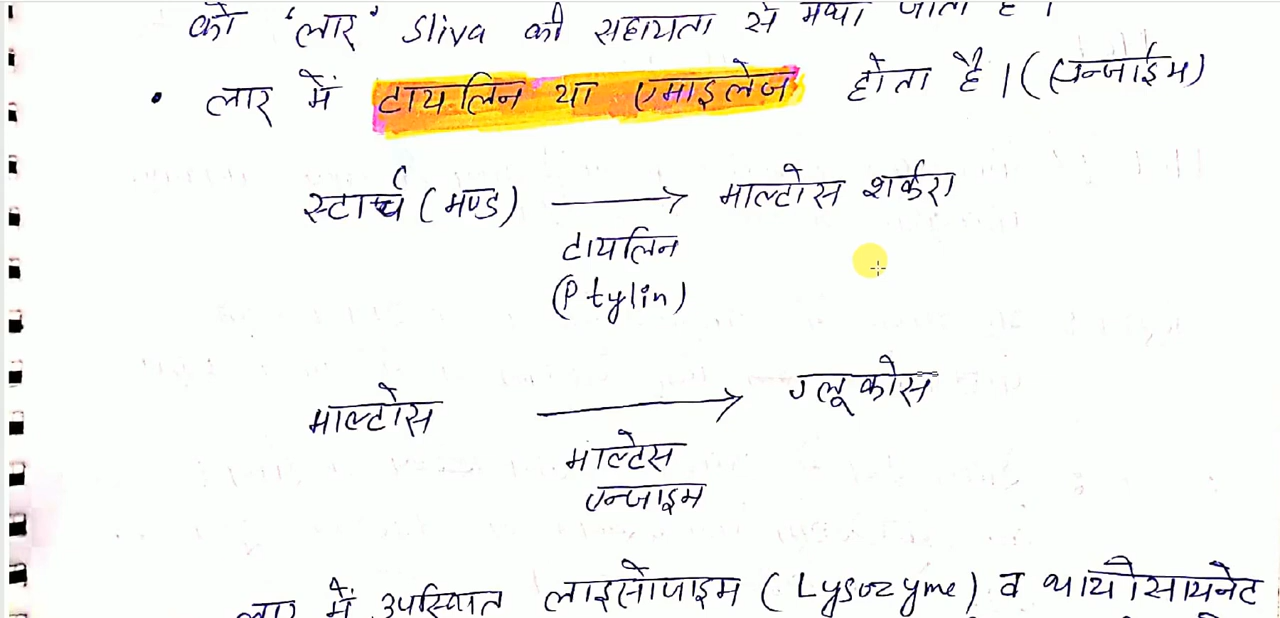 को 'लार' Sliva की सहायता से मथा जाता है।
• लार में टायलिन या एमाइलेज होता है। (एन्जाईम)
स्टार्च (मण्ड) → माल्टोस शर्करा
टायलिन
(Ptylin)
माल्टोस → ग्लूकोस
माल्टेस
एन्जाइम
लार में उपस्थित लाइसोजाइम (Lysozyme) व थायोसायनेट